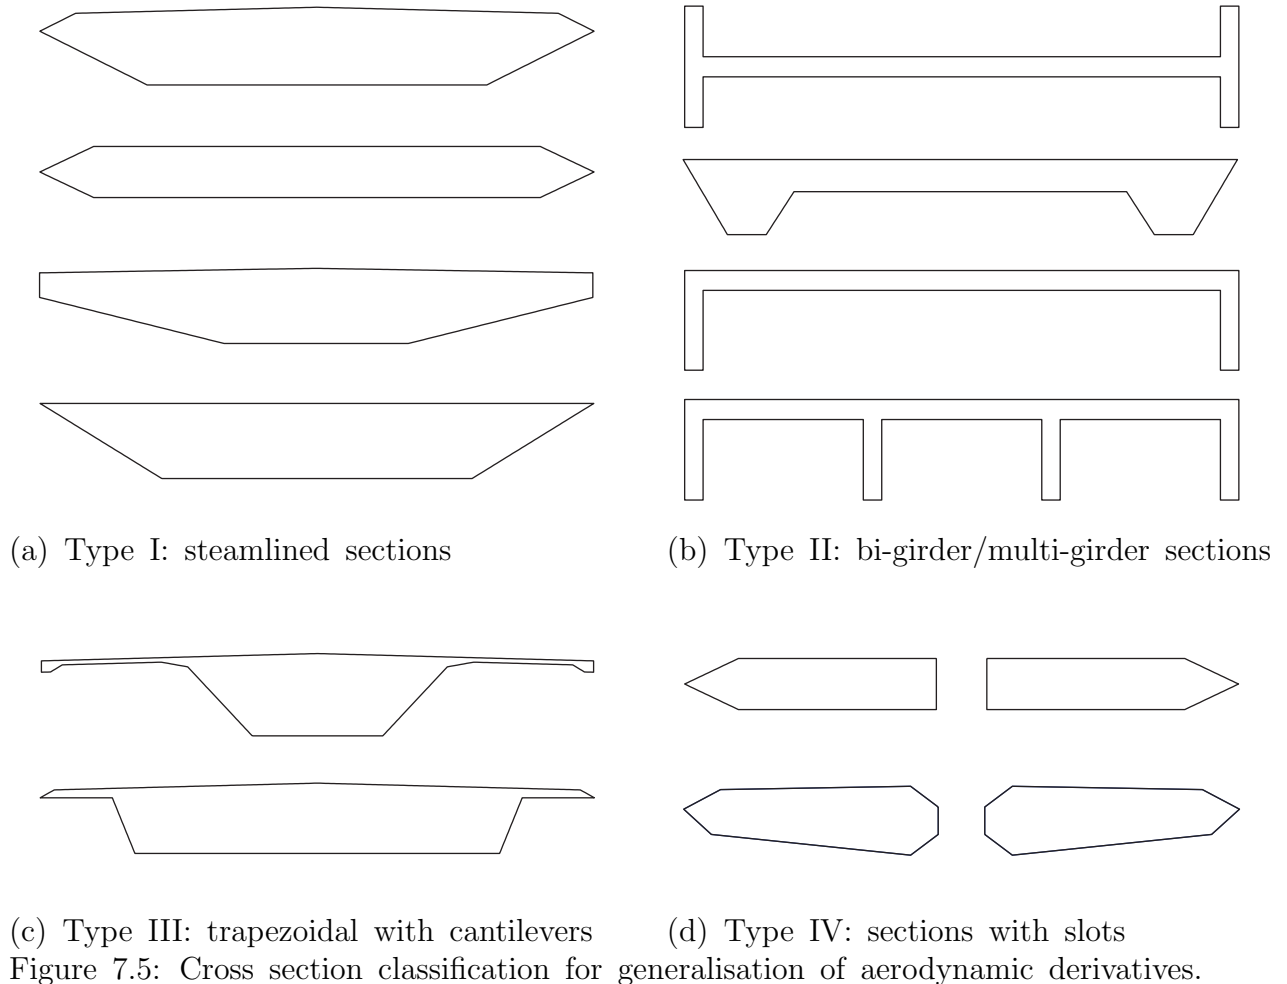 (a) Type I: steamlined sections
(b) Type II: bi-girder/multi-girder sections
(c) Type III: trapezoidal with cantilevers
(d) Type IV: sections with slots
Figure 7.5: Cross section classification for generalisation of aerodynamic derivatives.